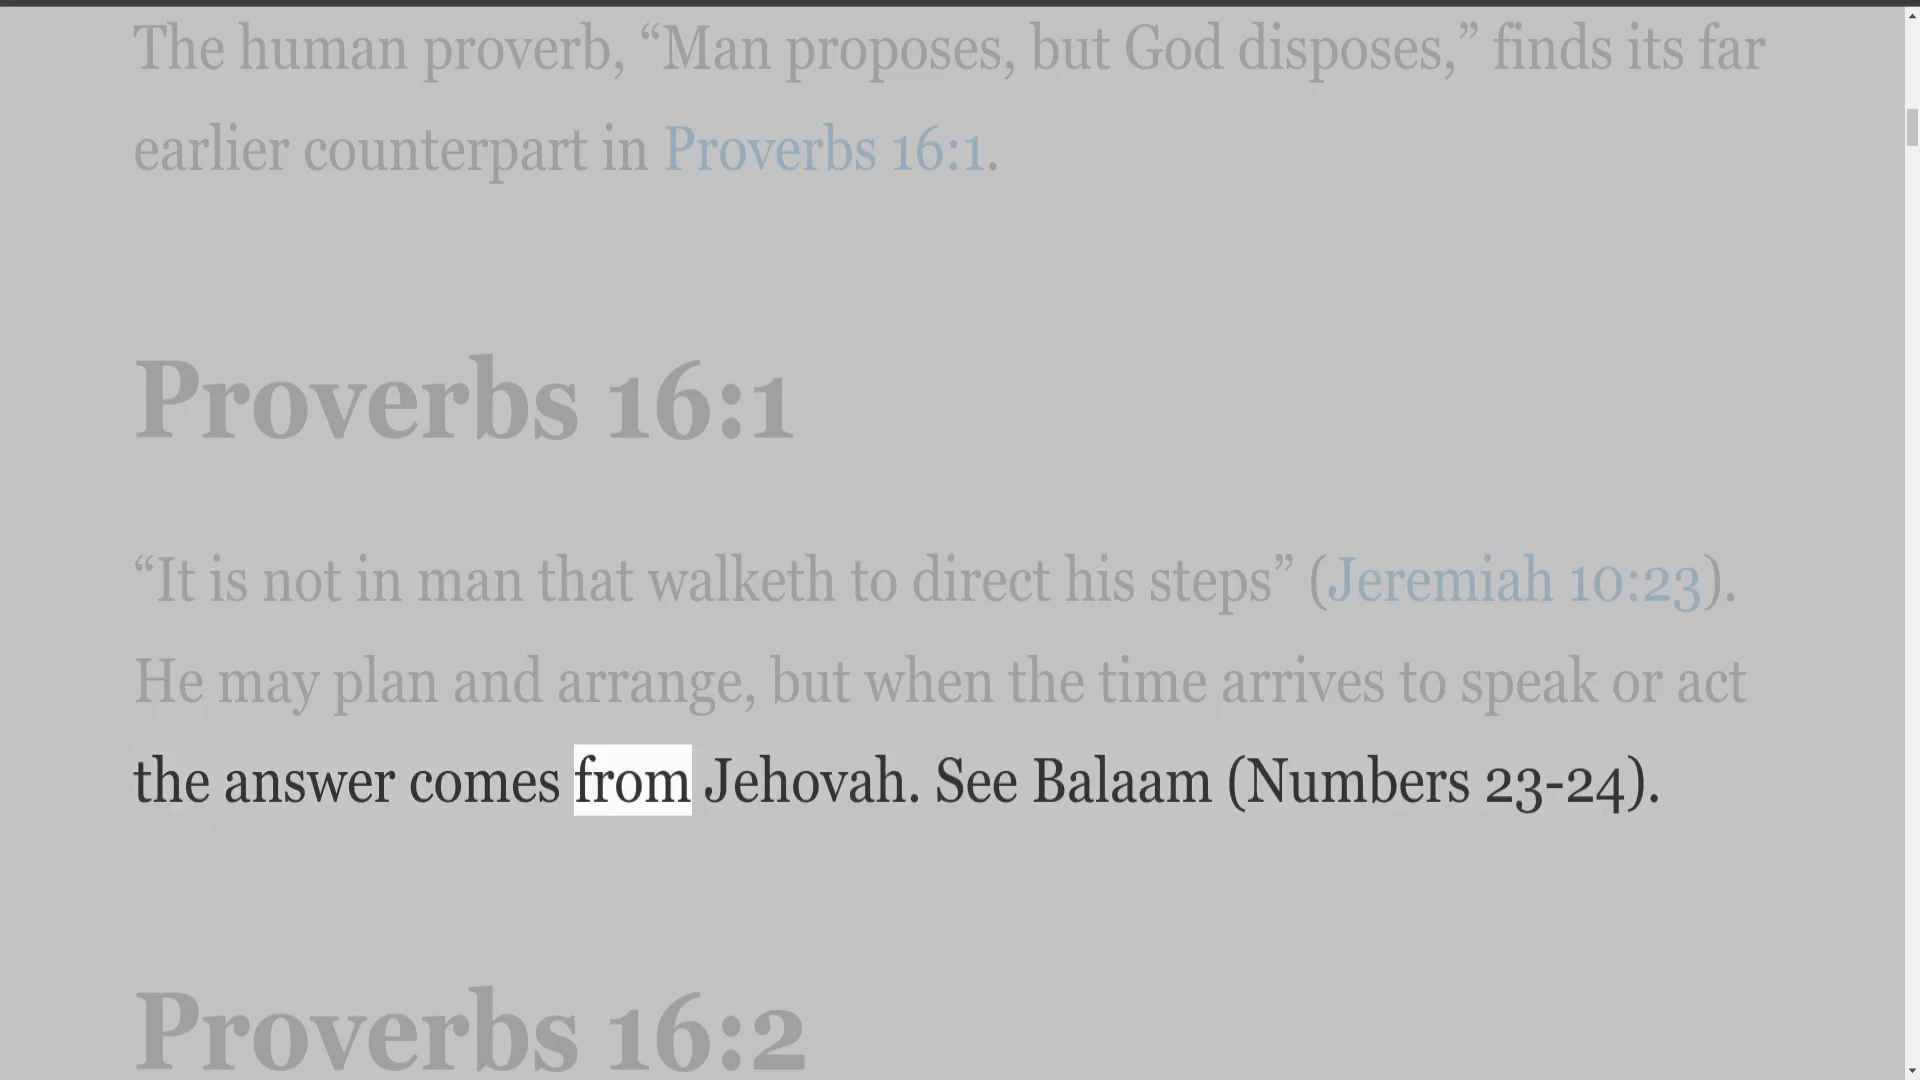 The human proverb, “Man proposes, but God disposes,” finds its far
earlier counterpart in Proverbs 16:1.
Proverbs 16:1
“It is not in man that walketh to direct his steps” (Jeremiah 10:23).
He may plan and arrange, but when the time arrives to speak or act
the answer comes from Jehovah. See Balaam (Numbers 23-24).
Proverbs 16:2